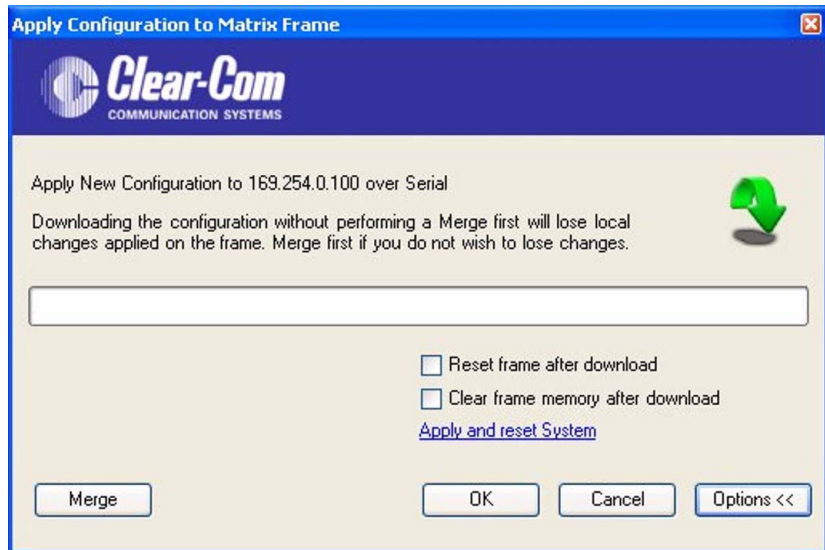 Apply Configuration to Matrix Frame
Clear-Com
COMMUNICATION SYSTEMS
Apply New Configuration to 169.254.0.100 over Serial
Downloading the configuration without performing a Merge first will lose local
changes applied on the frame. Merge first if you do not wish to lose changes.
Reset frame after download
Clear frame memory after download
Apply and reset System
Merge
OK
Cancel
Options <<